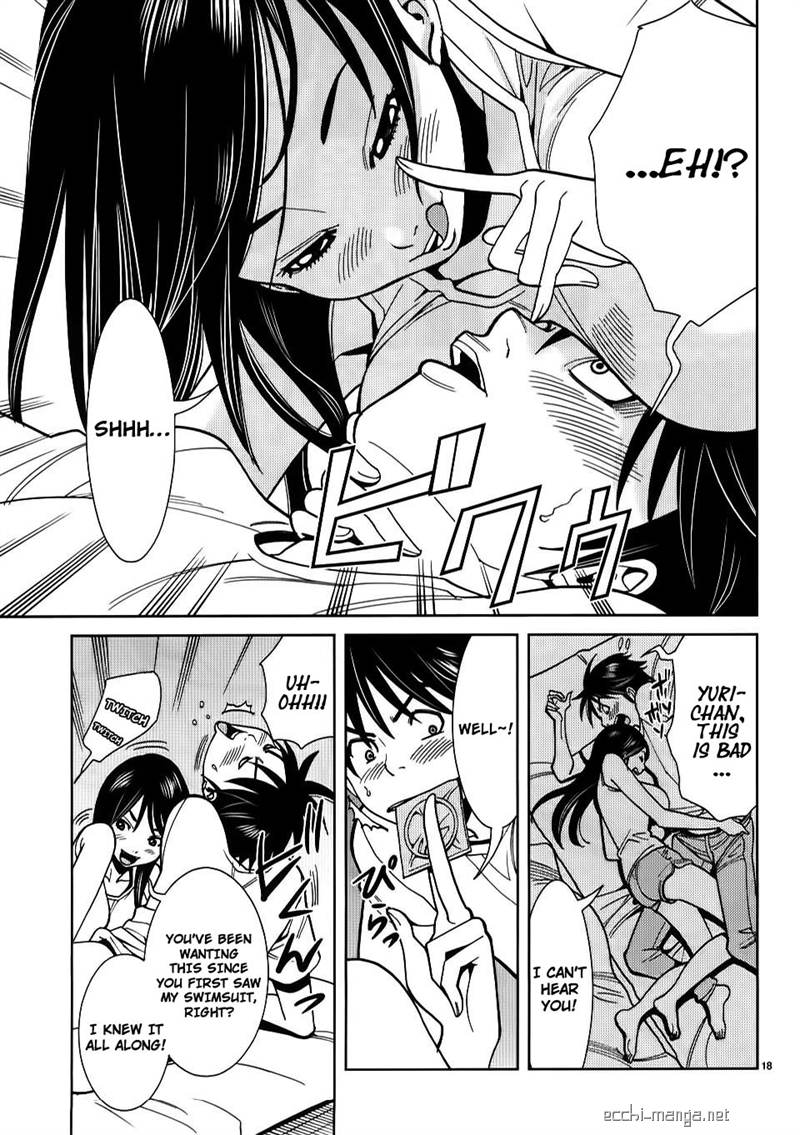 ...EH!?
SHHH...
ビクゥ
YURI-
CHAN,
THIS
IS BAD
...
I CAN'T
HEAR
YOU!
WELL~!
ぴらっ
UH-
OHH!!
TWITCH
TWITCH
YOU'VE BEEN
WANTING
THIS SINCE
YOU FIRST SAW
MY SWIMSUIT,
RIGHT?
I KNEW IT
ALL ALONG!
18
ecchi-manga.net